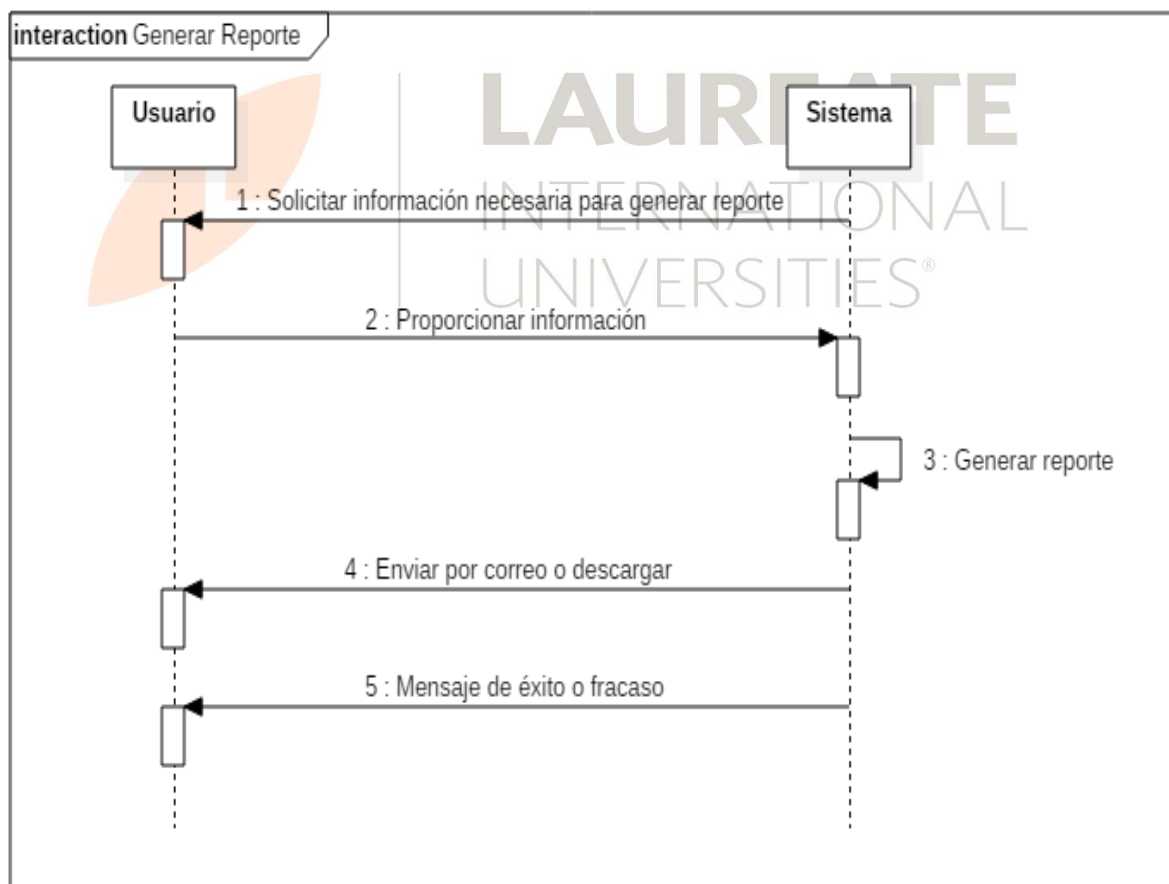 interaction Generar Reporte
LAUREATE
INTERNATIONAL
UNIVERSITIES®
Usuario
Sistema
1 : Solicitar información necesaria para generar reporte
2 : Proporcionar información
3 : Generar reporte
4 : Enviar por correo o descargar
5 : Mensaje de éxito o fracaso